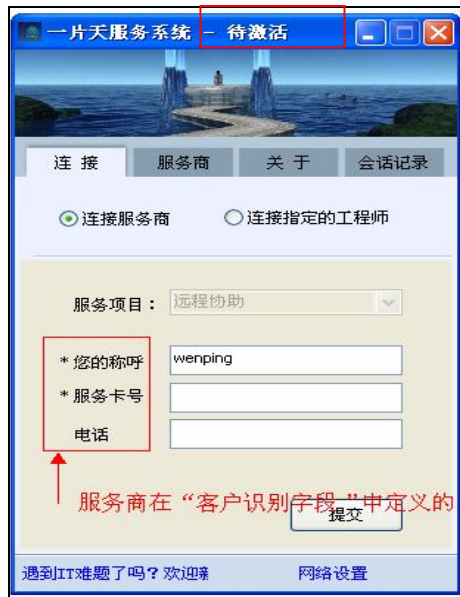 一片天服务系统 - 待激活
连 接 服务商 关 于 会话记录
连接服务商 连接指定的工程师
服务项目： 远程协助
* 您的称呼 wenping
* 服务卡号
电话
服务商在“客户识别字段”中定义的
提交
遇到IT难题了吗？欢迎 网络设置